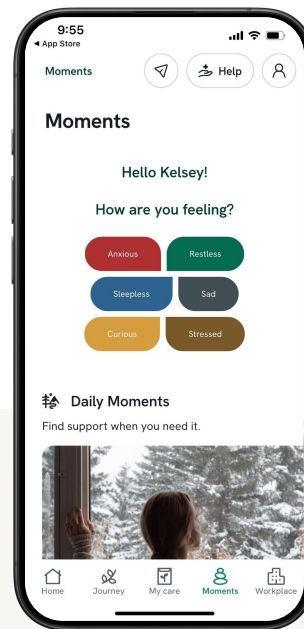 9:55
◀ App Store
Moments
Help
Moments
Hello Kelsey!
How are you feeling?
Anxious
Restless
Sleepless
Sad
Curious
Stressed
Daily Moments
Find support when you need it.
Home
Journey
My care
Moments
Workplace